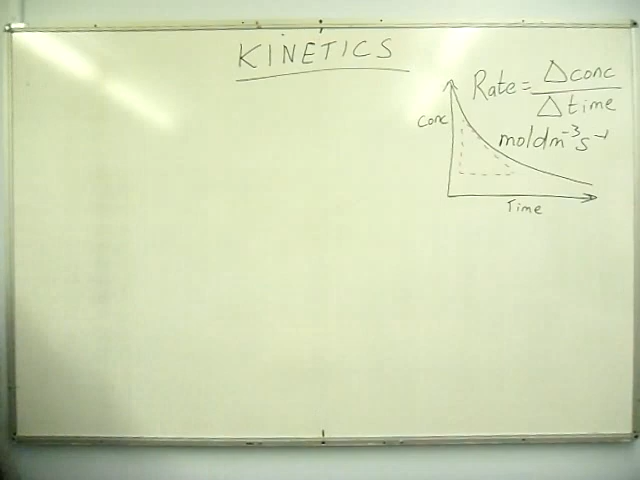 KINETICS
Rate = Δconc
Δtime
Conc
moldm⁻³s⁻¹
Time